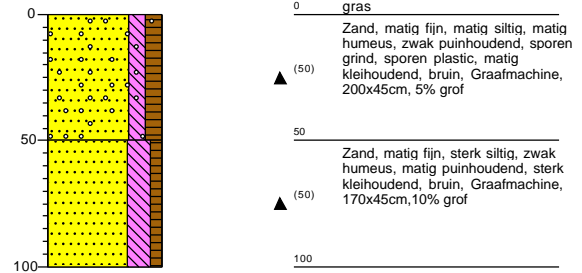 0
50
100
0 gras
Zand, matig fijn, matig siltig, matig
humeus, zwak puinhoudend, sporen
grind, sporen plastic, matig
kleihoudend, bruin, Graafmachine,
200x45cm, 5% grof
(50)
50
Zand, matig fijn, sterk siltig, zwak
humeus, matig puinhoudend, sterk
kleihoudend, bruin, Graafmachine,
170x45cm,10% grof
(50)
100